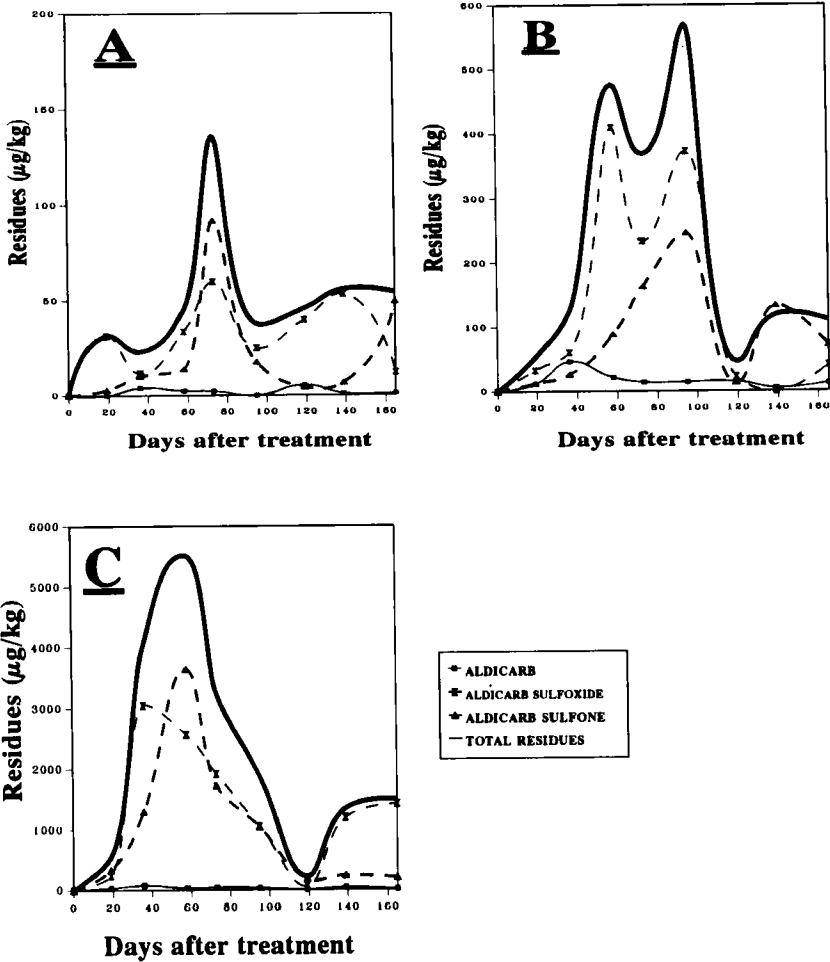 A
200
150
100
50
0
Residues (µg/kg)
0 20 40 60 80 100 120 140 160
Days after treatment
B
600
500
400
300
200
100
0
Residues (µg/kg)
0 20 40 60 80 100 120 140 160
Days after treatment
C
6000
5000
4000
3000
2000
1000
0
Residues (µg/kg)
0 20 40 60 80 100 120 140 160
Days after treatment
ALDICARB
ALDICARB SULFOXIDE
ALDICARB SULFONE
TOTAL RESIDUES